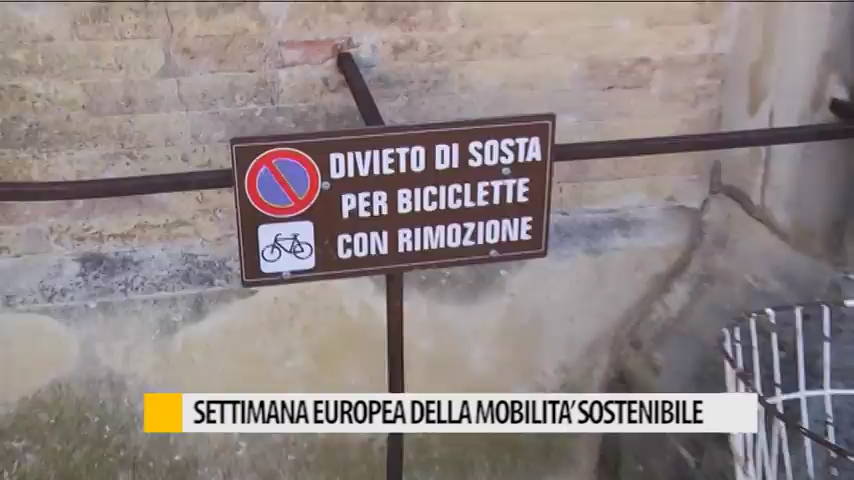 DIVIETO DI SOSTA
PER BICICLETTE
CON RIMOZIONE
SETTIMANA EUROPEA DELLA MOBILITA' SOSTENIBILE